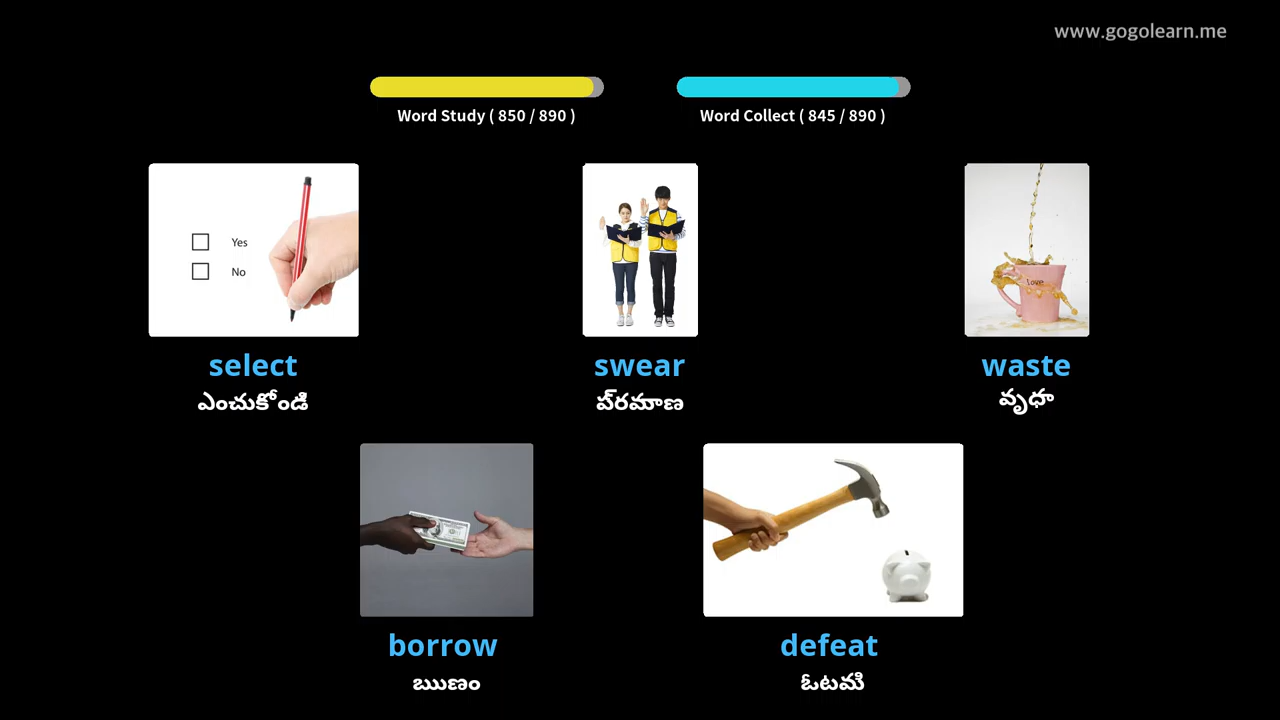 www.gogolearn.me
Word Study ( 850 / 890 )
Word Collect ( 845 / 890 )
Yes
No
Love
select
swear
waste
ఎంచుకోండి
ప్రమాణ
వృధా
borrow
defeat
ఋణం
ఓటమి